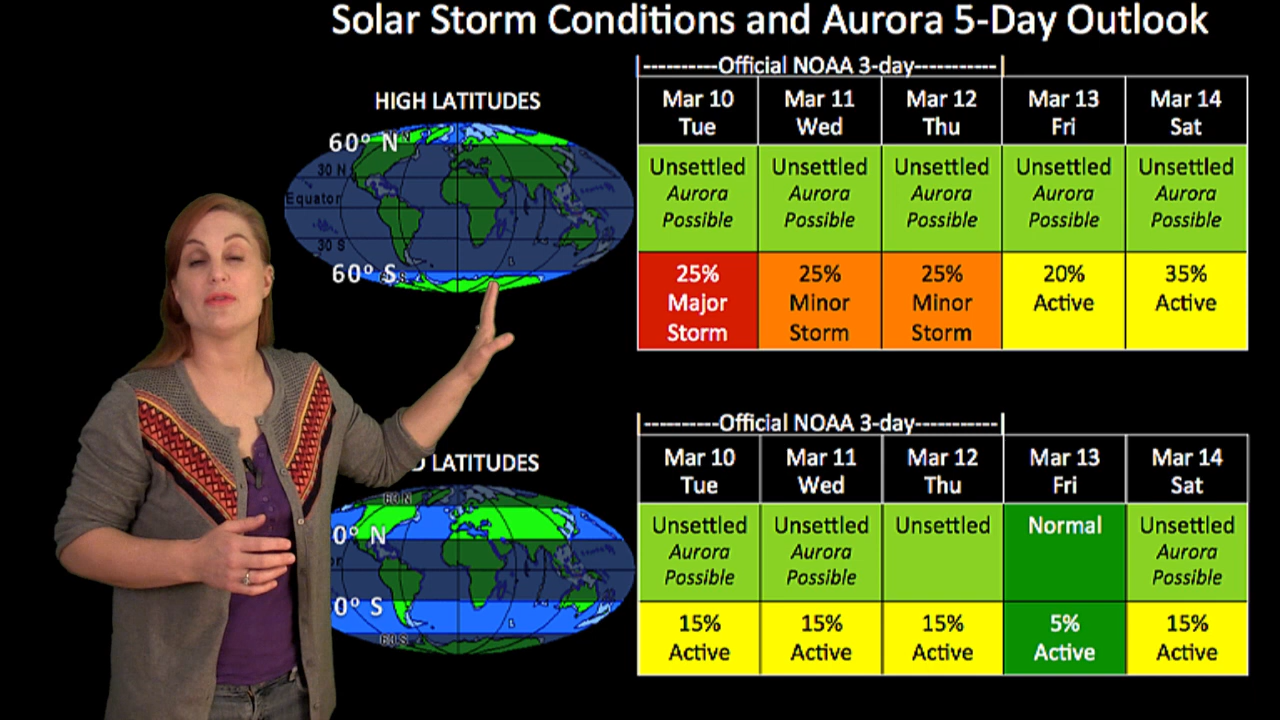 Solar Storm Conditions and Aurora 5-Day Outlook
|----------Official NOAA 3-day-----------|
HIGH LATITUDES
60° N
30 N
Equator
30 S
60° S
Mar 10 Mar 11 Mar 12 Mar 13 Mar 14
Tue Wed Thu Fri Sat
Unsettled Unsettled Unsettled Unsettled Unsettled
Aurora Aurora Aurora Aurora Aurora
Possible Possible Possible Possible Possible
25% 25% 25% 20% 35%
Major Minor Minor Active Active
Storm Storm Storm
|----------Official NOAA 3-day-----------|
LATITUDES
60 N
0° N
0° S
60 S
Mar 10 Mar 11 Mar 12 Mar 13 Mar 14
Tue Wed Thu Fri Sat
Unsettled Unsettled Unsettled Normal Unsettled
Aurora Aurora Aurora
Possible Possible Possible
15% 15% 15% 5% 15%
Active Active Active Active Active